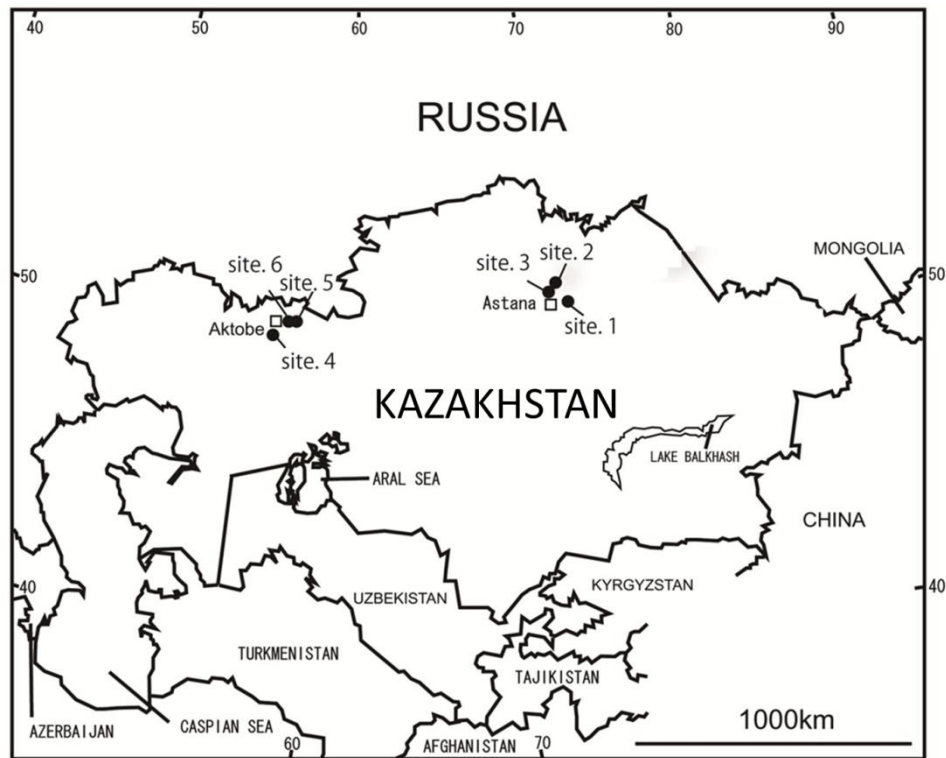 40 50 60 70 80 90
RUSSIA
MONGOLIA
50 50
site. 6
site. 2
site. 3
site. 5
Astana
Aktobe
site. 1
site. 4
KAZAKHSTAN
LAKE BALKHASH
ARAL SEA
CHINA
40 40
KYRGYZSTAN
UZBEKISTAN
TURKMENISTAN
TAJIKISTAN
AZERBAIJAN
CASPIAN SEA
1000km
60 70
AFGHANISTAN